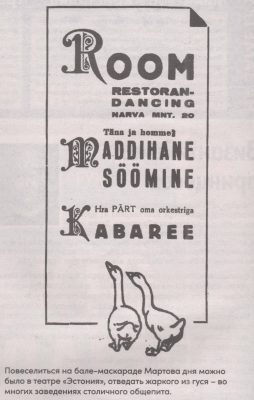 ROOM
RESTORAN-
DANCING
NARVA MNT. 20
Täna ja homme
MADDIHANE
SÖÖMINE
Hra PÄRT oma orkestriga
KABAREE
Повеселиться на бале-маскараде Мартова дня можно
было в театре «Эстония», отведать жаркого из гуся – во
многих заведениях столичного общепита.